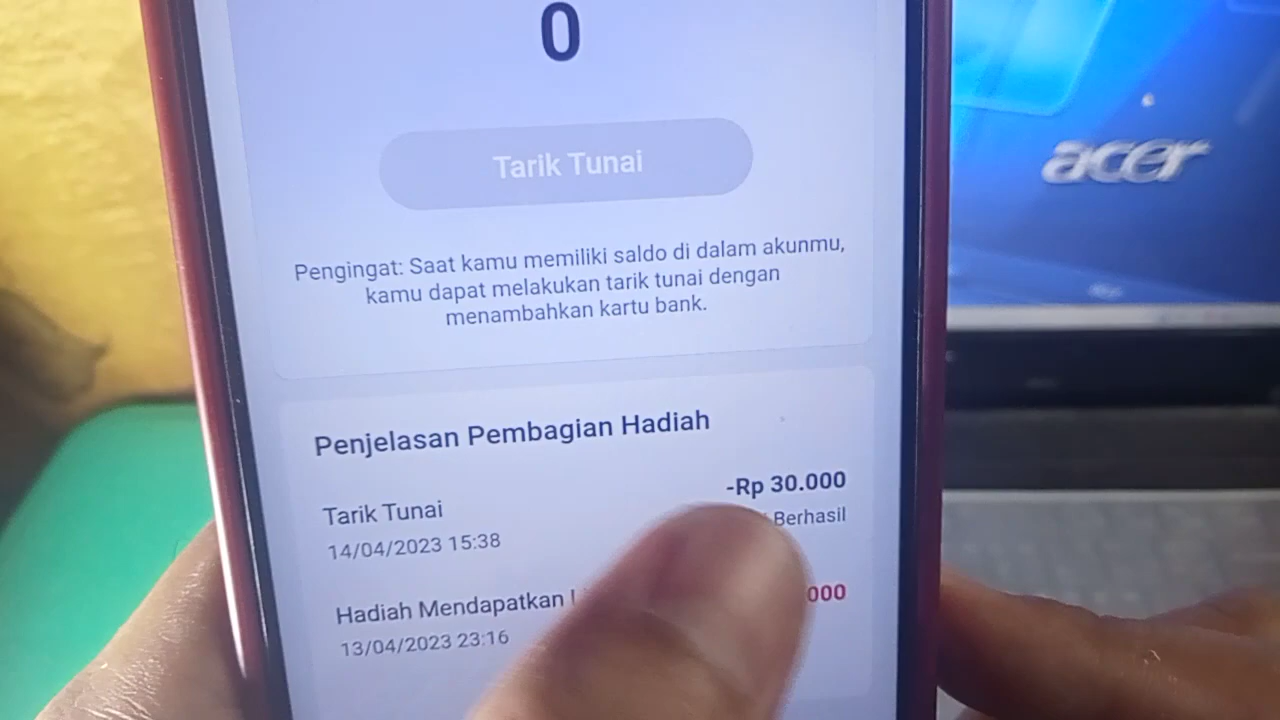 0
Tarik Tunai
Pengingat: Saat kamu memiliki saldo di dalam akunmu,
kamu dapat melakukan tarik tunai dengan
menambahkan kartu bank.
Penjelasan Pembagian Hadiah
Tarik Tunai
-Rp 30.000
14/04/2023 15:38
Berhasil
Hadiah Mendapatkan
000
13/04/2023 23:16
acer